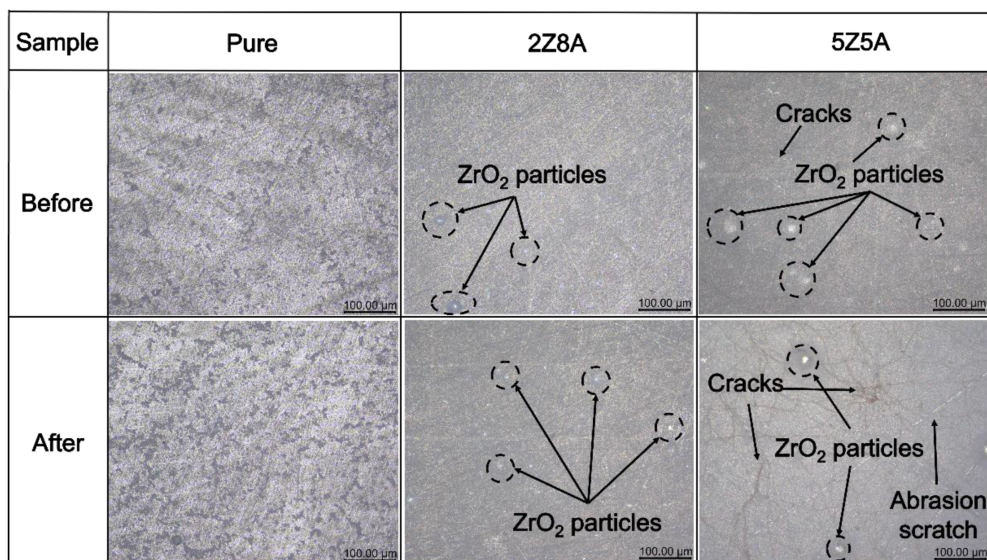 Sample
Pure
2Z8A
5Z5A
Before
100.00 µm
ZrO₂ particles
100.00 µm
Cracks
ZrO₂ particles
100.00 µm
After
100.00 µm
ZrO₂ particles
100.00 µm
Cracks
ZrO₂ particles
Abrasion
scratch
100.00 µm